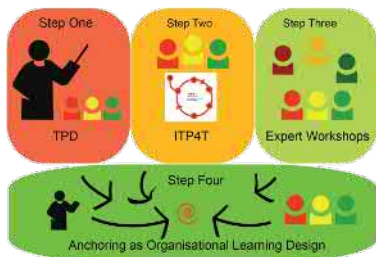 Step One
TPD
Step Two
ITP4T
Step Three
Expert Workshops
Step Four
Anchoring as Organisational Learning Design